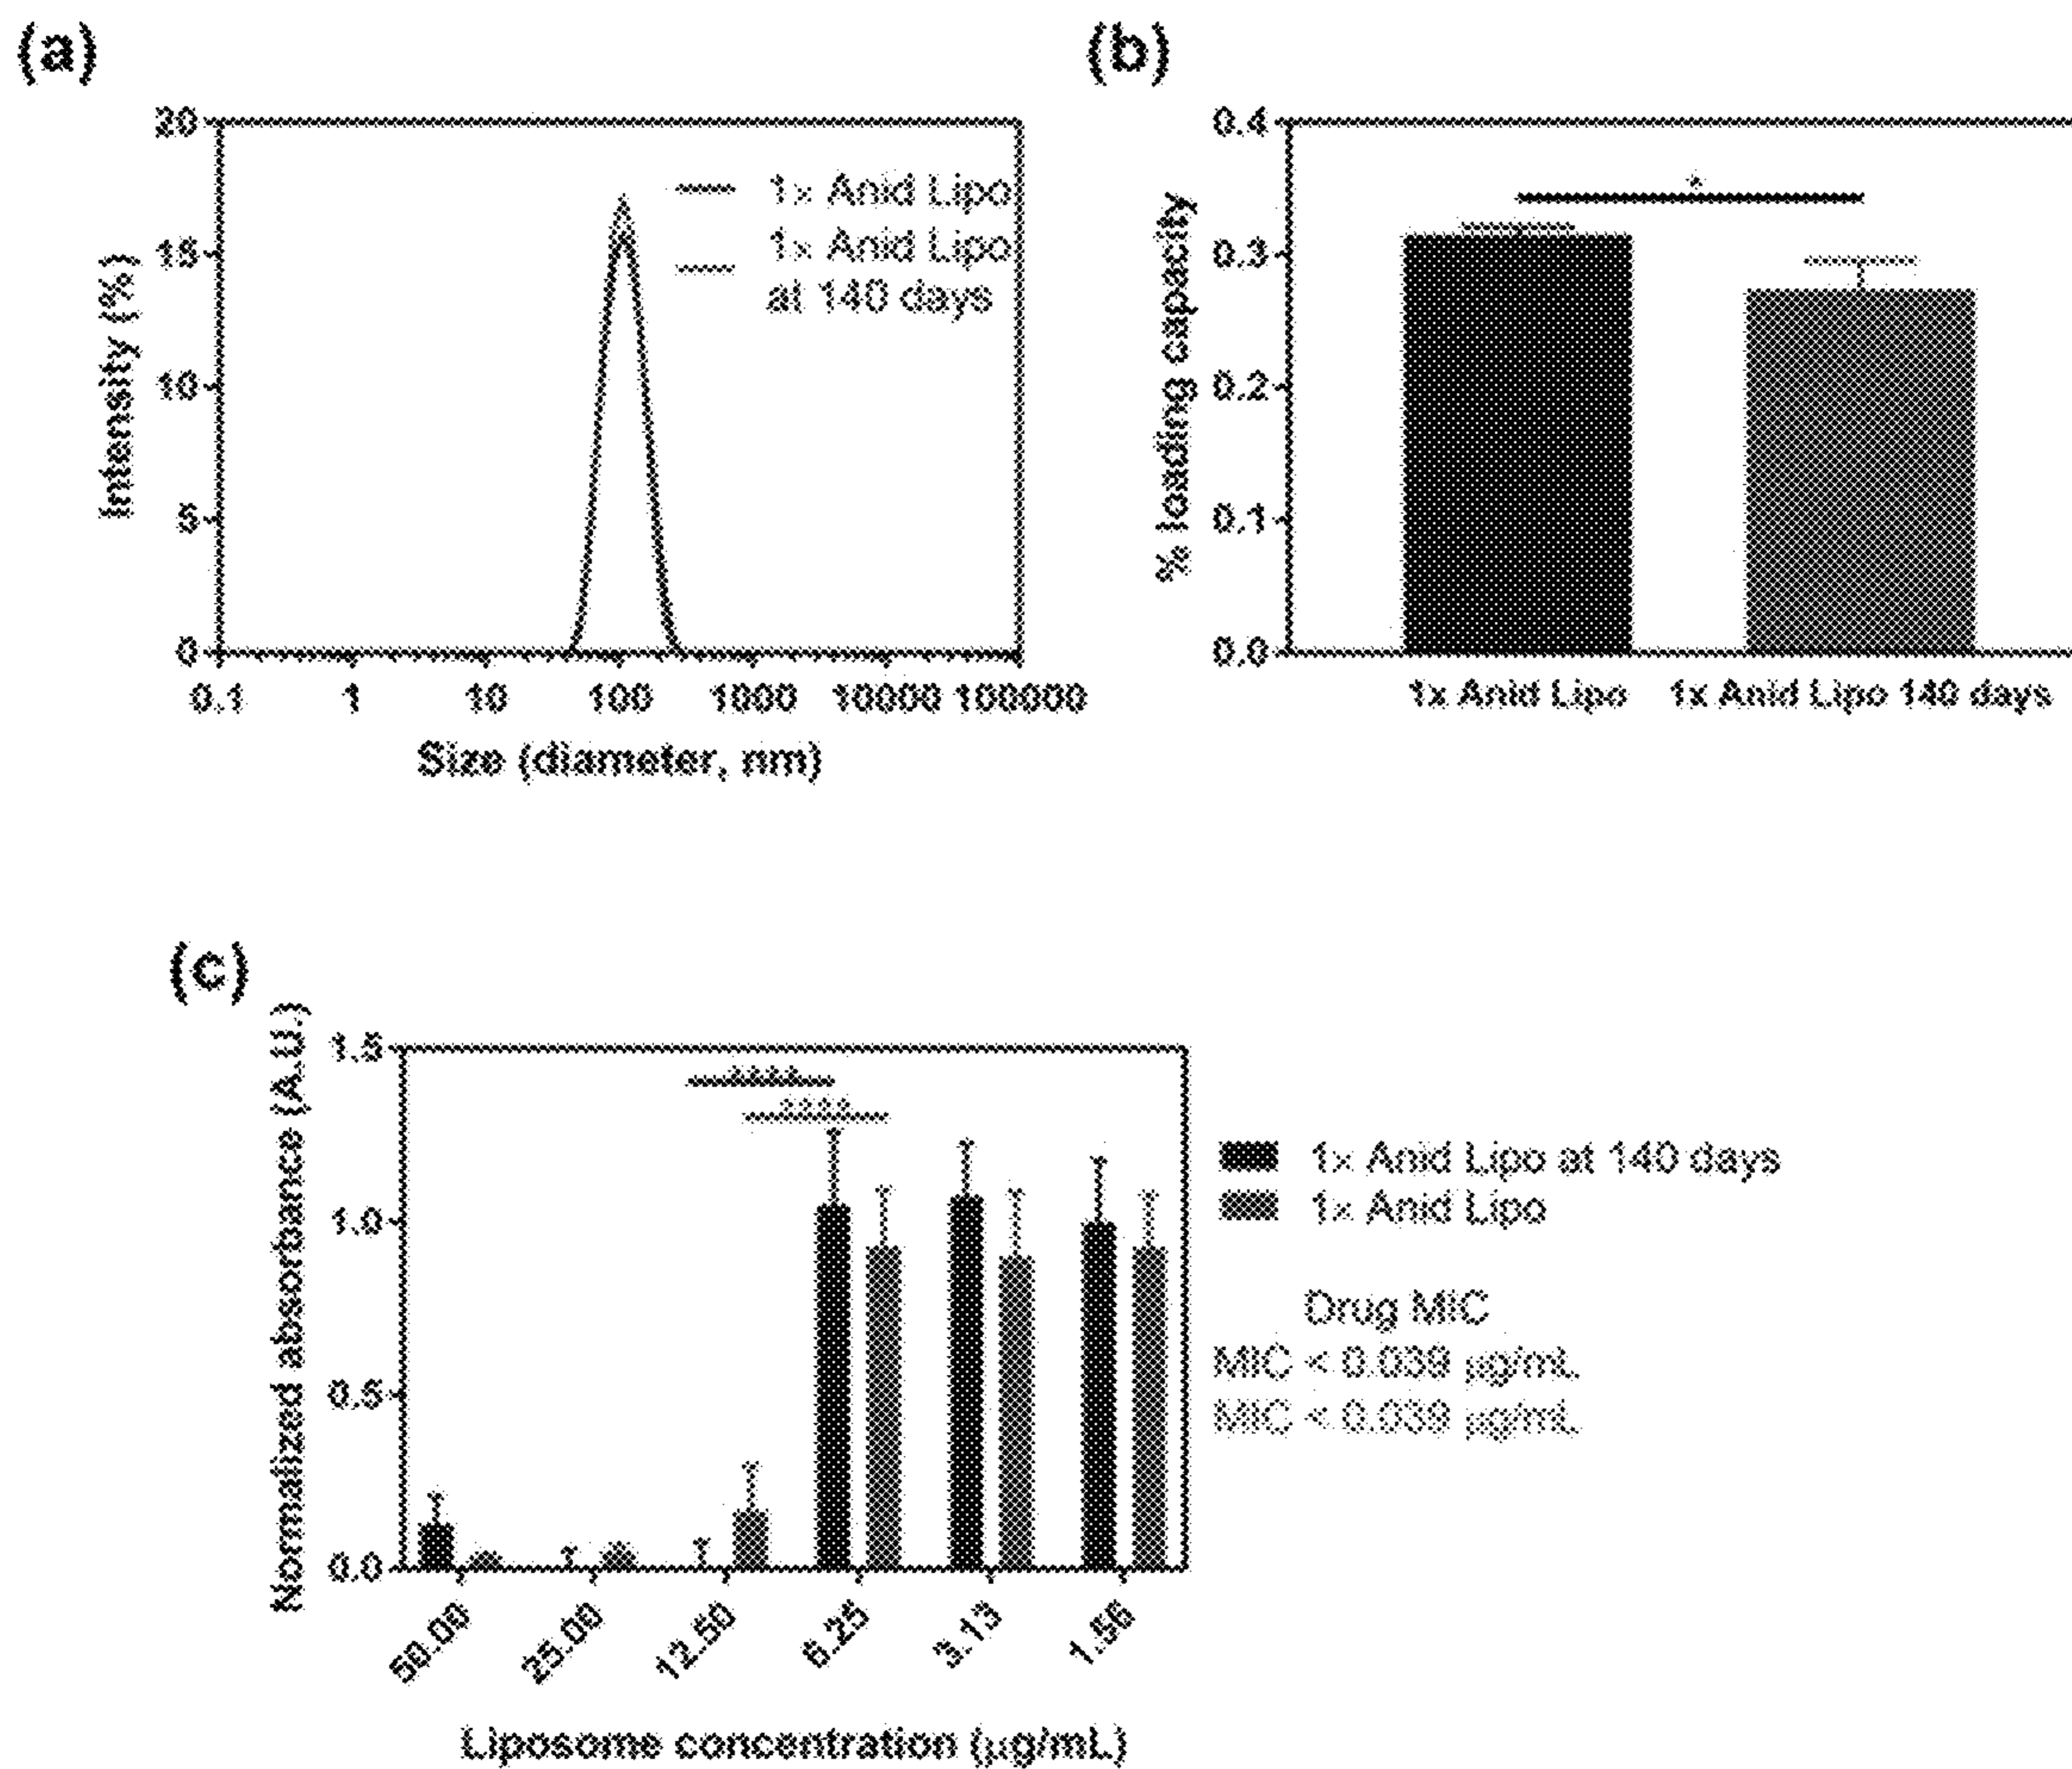 (a)
20
15
10
5
0
Intensity (%)
1× Anid Lipo
1× Anid Lipo
at 140 days
0.1 1 10 100 1000 10000 100000
Size (diameter, nm)
(b)
0.4
0.3
0.2
0.1
0.0
% loading capacity
*
1x Anid Lipo 1x Anid Lipo 140 days
(c)
1.5
1.0
0.5
0.0
Normalized absorbance (A.U.)
****
****
50.00 25.00 12.50 6.25 3.13 1.56
Liposome concentration (µg/mL)
1× Anid Lipo at 140 days
1× Anid Lipo
Drug MIC
MIC < 0.039 µg/mL
MIC < 0.039 µg/mL